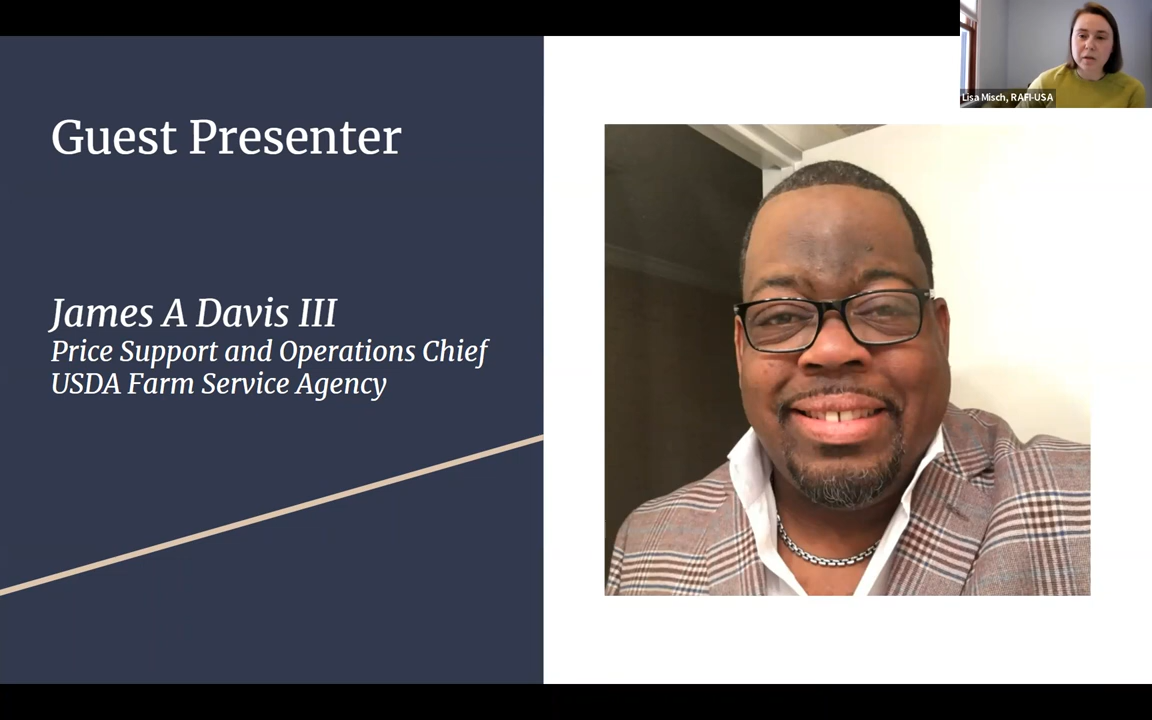 Guest Presenter
James A Davis III
Price Support and Operations Chief
USDA Farm Service Agency
Lisa Misch, RAFI-USA